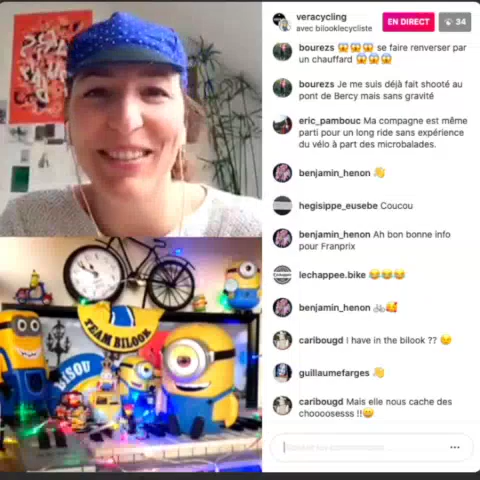 veracycling
avec bilooklecycliste
EN DIRECT
34
bourezs 😱😱😱 se faire renverser par
un chauffard 😱😱😱
bourezs Je me suis déjà fait shooté au
pont de Bercy mais sans gravité
eric_pambouc Ma compagne est même
parti pour un long ride sans expérience
du vélo à part des microbalades.
benjamin_henon 👋
hegisippe_eusebe Coucou
benjamin_henon Ah bon bonne info
pour Franprix
lechappee.bike 😂😂😂
benjamin_henon 🚲🥰
caribougd I have in the bilook ?? 😉
guillaumefarges 👋
caribougd Mais elle nous cache des
choooosesss !!😄
TEAM BILOOK
BISOU